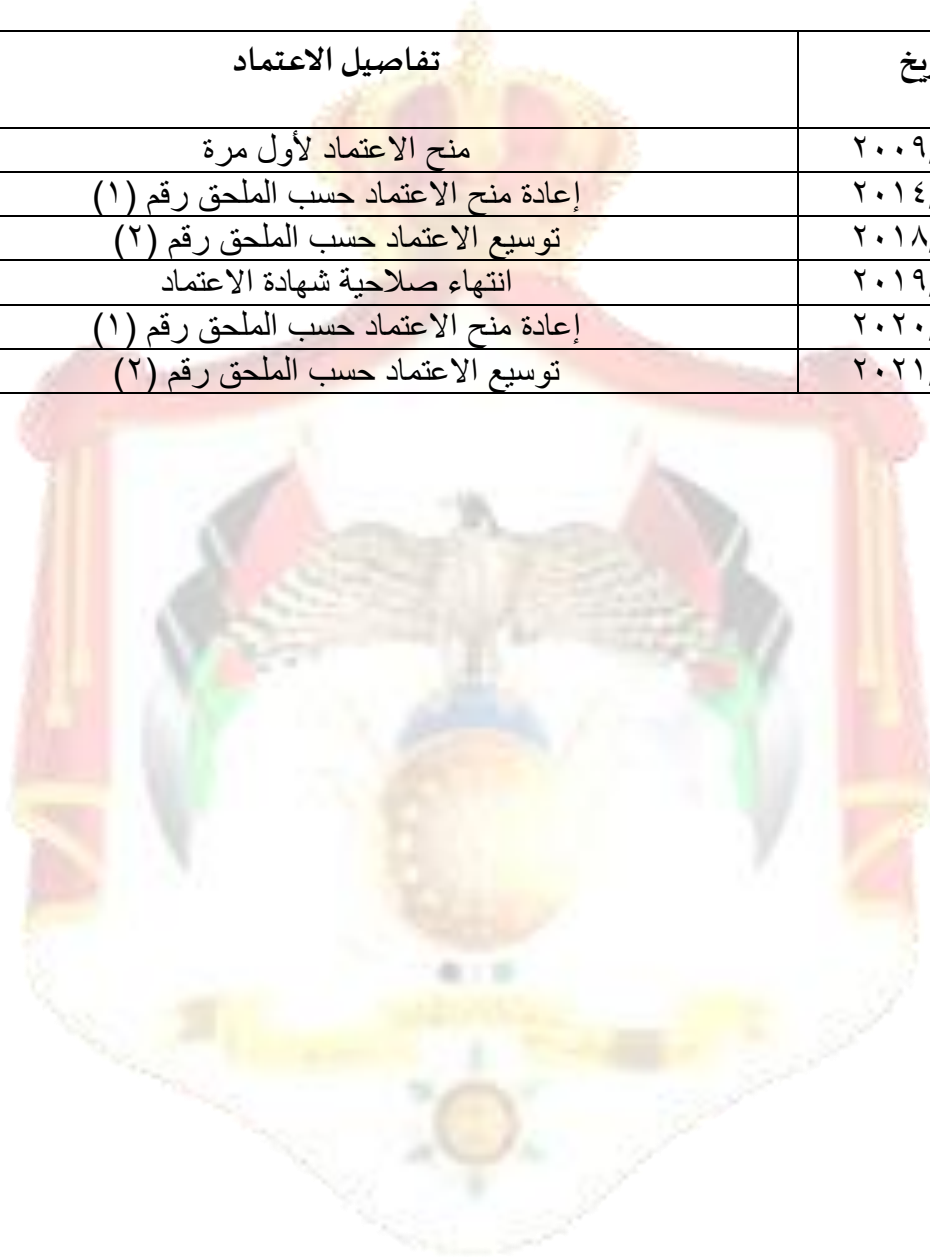 تفاصيل الاعتماد
٢٠٠٩ منح الاعتماد لأول مرة
٢٠١٤ إعادة منح الاعتماد حسب الملحق رقم (١)
٢٠١٨ توسيع الاعتماد حسب الملحق رقم (٢)
٢٠١٩ انتهاء صلاحية شهادة الاعتماد
٢٠٢٠ إعادة منح الاعتماد حسب الملحق رقم (١)
٢٠٢١ توسيع الاعتماد حسب الملحق رقم (٢)